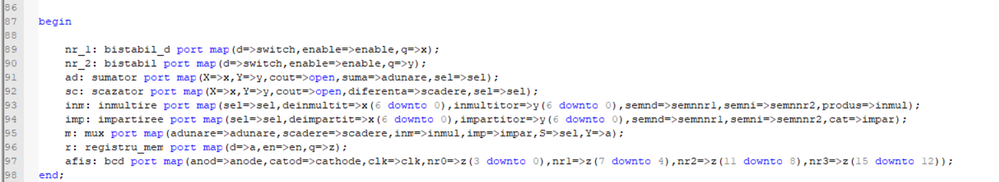 86
87 begin
88
89 nr_1: bistabil_d port map(d=>switch,enable=>enable,q=>x);
90 nr_2: bistabil port map(d=>switch,enable=>enable,q=>y);
91 ad: sumator port map(X=>x,Y=>y,cout=>open,suma=>adunare,sel=>sel);
92 sc: scazator port map(X=>x,Y=>y,cout=>open,diferenta=>scadere,sel=>sel);
93 inm: inmultire port map(sel=>sel,deinmultit=>x(6 downto 0),inmultitor=>y(6 downto 0),semnd=>semnnr1,semni=>semnnr2,produs=>inmul);
94 imp: impartiree port map(sel=>sel,deimpartit=>x(6 downto 0),impartitor=>y(6 downto 0),semnd=>semnnr1,semni=>semnnr2,cat=>impar);
95 m: mux port map(adunare=>adunare,scadere=>scadere,inm=>inmul,imp=>impar,S=>sel,Y=>a);
96 r: registru_mem port map(d=>a,en=>en,q=>z);
97 afis: bcd port map(anod=>anode,catod=>cathode,clk=>clk,nr0=>z(3 downto 0),nr1=>z(7 downto 4),nr2=>z(11 downto 8),nr3=>z(15 downto 12));
98 end;